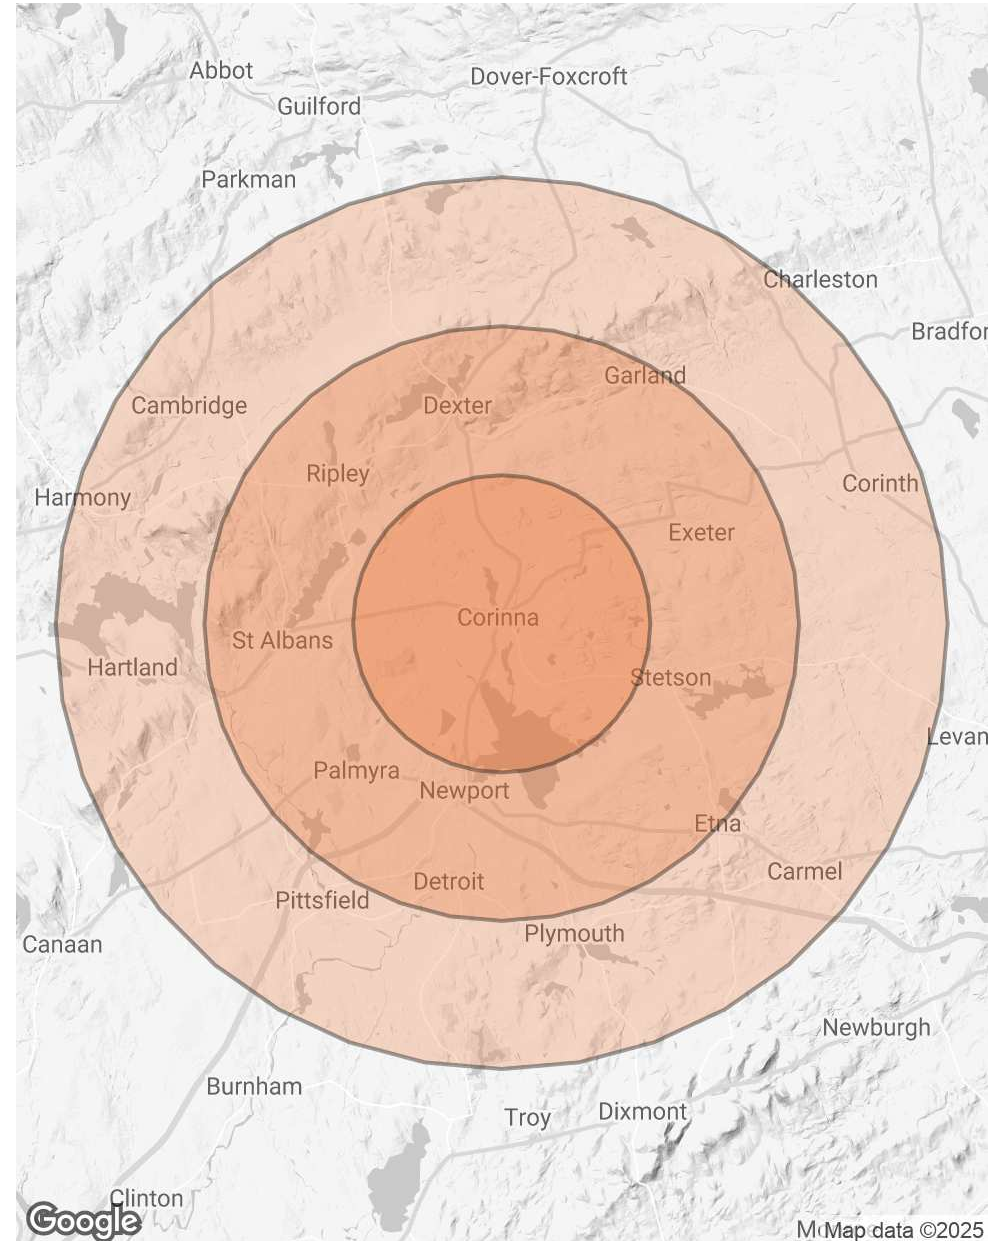 Abbot
Dover-Foxcroft
Guilford
Parkman
Charleston
Bradfor
Garland
Cambridge
Dexter
Ripley
Corinth
Harmony
Exeter
Corinna
St Albans
Hartland
Stetson
Levan
Palmyra
Newport
Etna
Carmel
Detroit
Pittsfield
Plymouth
Canaan
Newburgh
Burnham
Dixmont
Troy
Clinton
Google
Map data ©2025